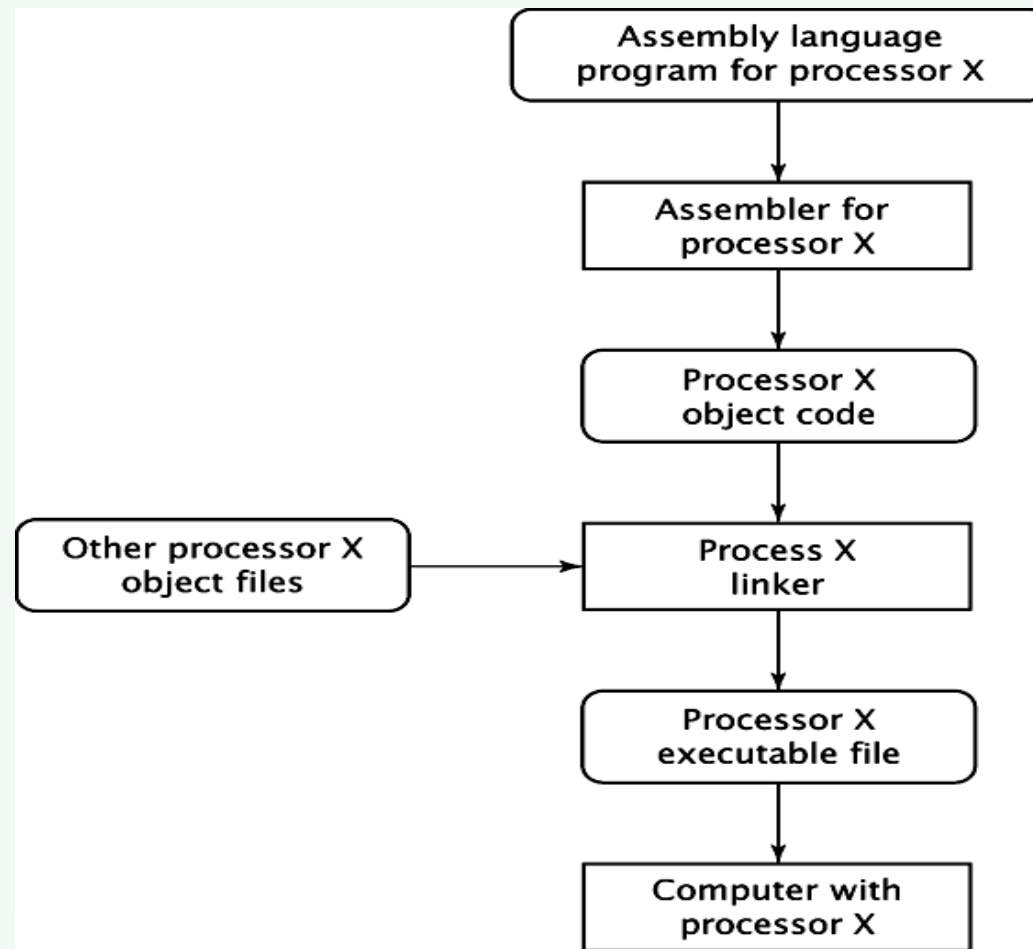 Assembly language
program for processor X
Assembler for
processor X
Processor X
object code
Other processor X
object files
Process X
linker
Processor X
executable file
Computer with
processor X